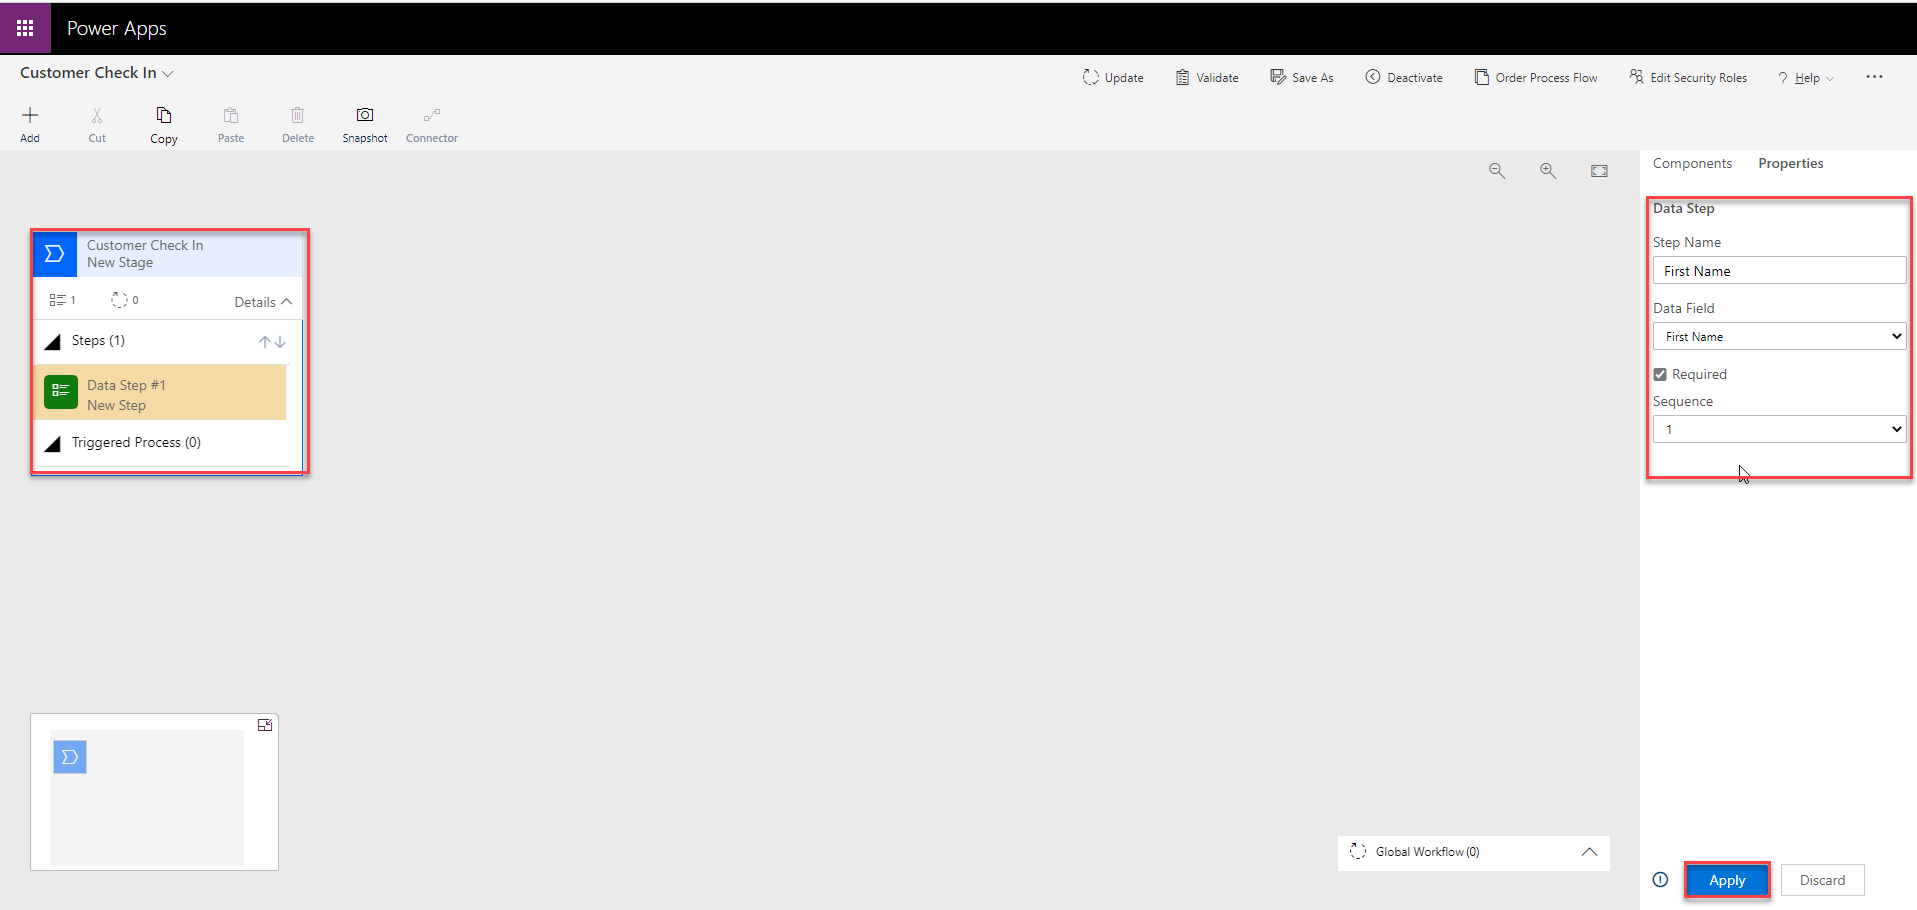 Power Apps
Customer Check In
Update Validate Save As Deactivate Order Process Flow Edit Security Roles ? Help ...
Add Cut Copy Paste Delete Snapshot Connector
Components Properties
Customer Check In
New Stage
1 0 Details
Steps (1)
Data Step #1
New Step
Triggered Process (0)
Data Step
Step Name
First Name
Data Field
First Name
Required
Sequence
1
Global Workflow (0)
Apply Discard